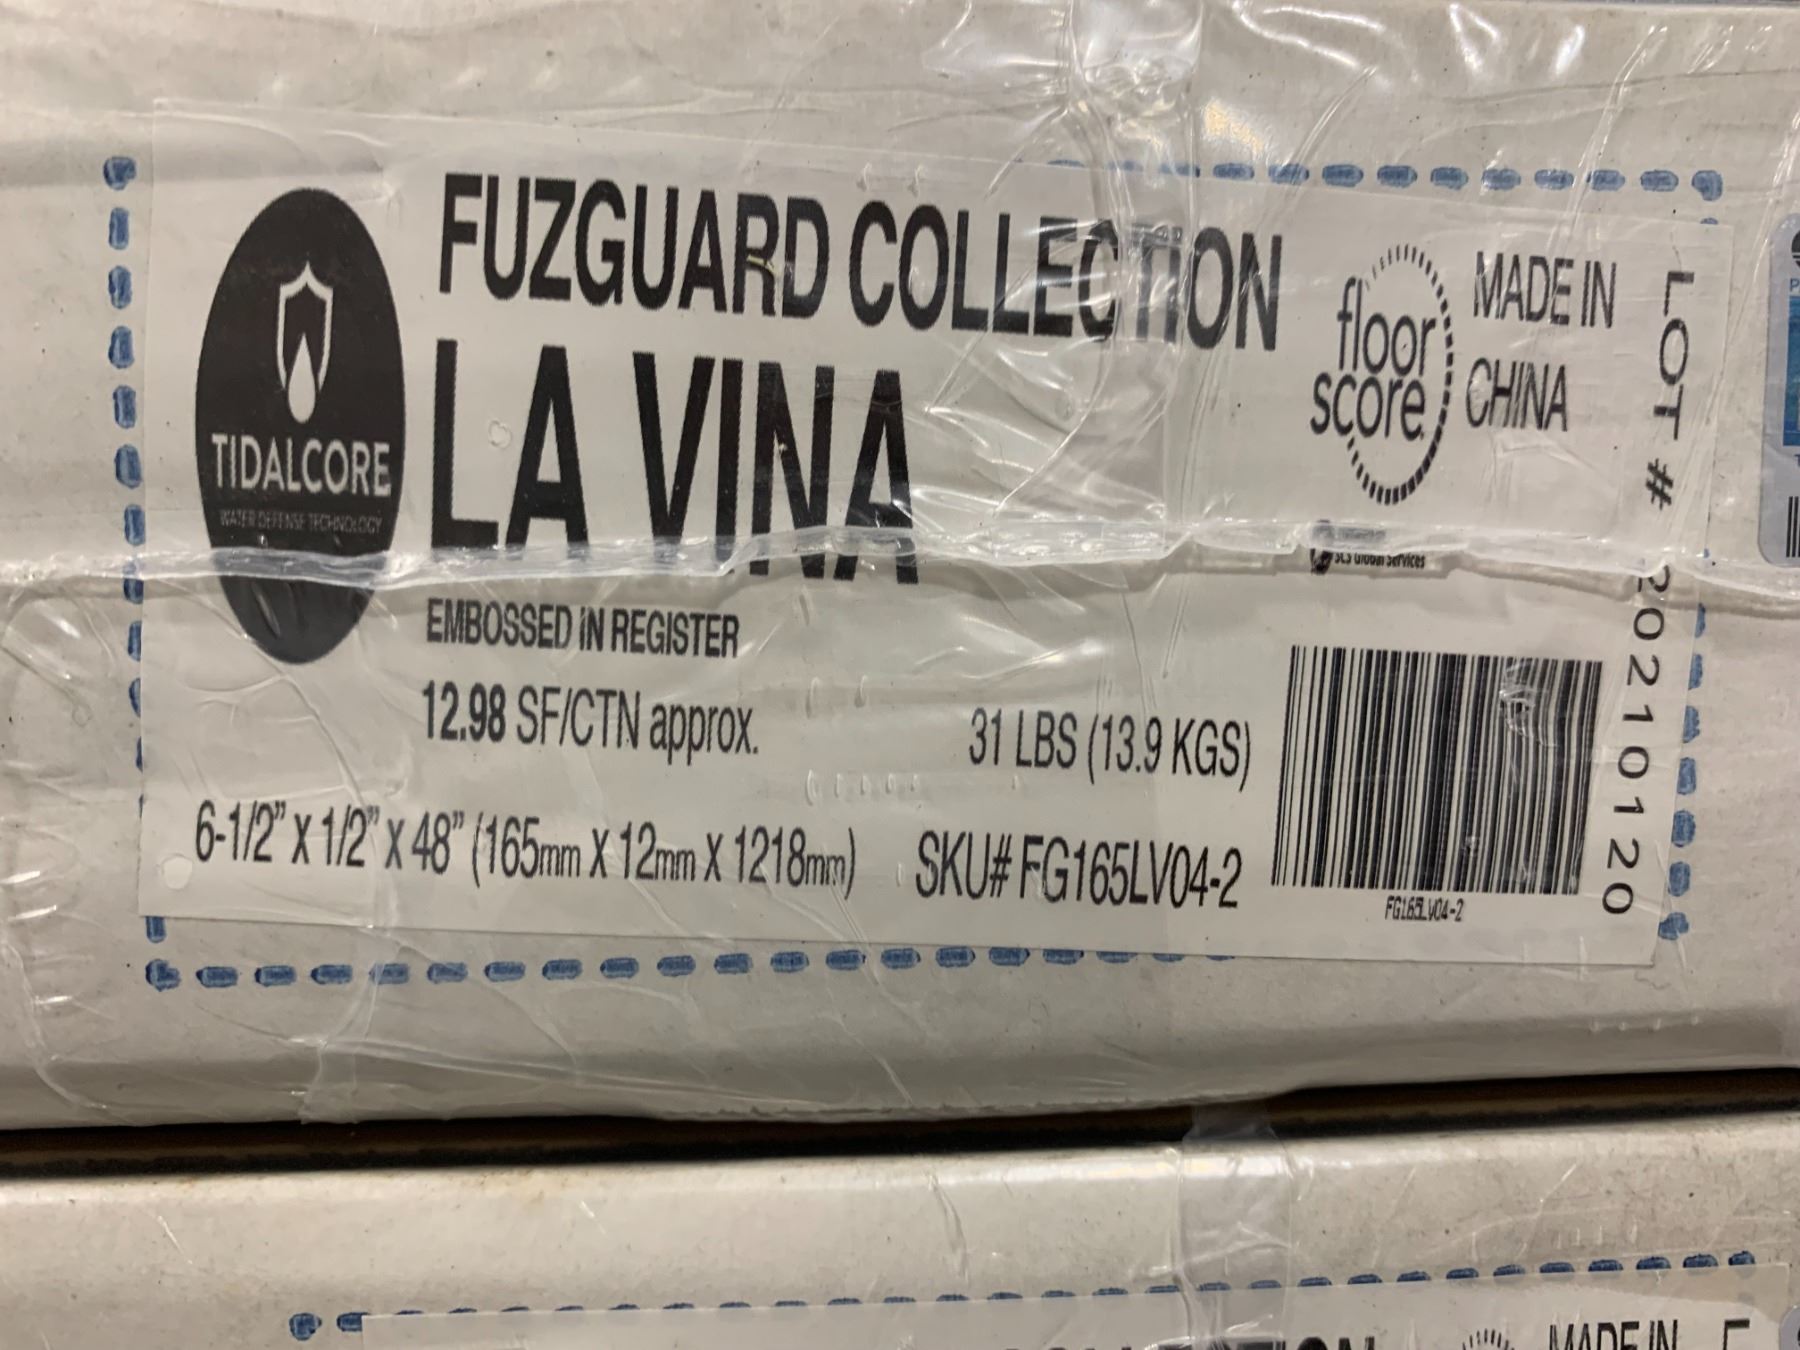 TIDALCORE
WATER DEFENSE TECHNOLOGY
FUZGUARD COLLECTION
LA VINA
EMBOSSED IN REGISTER
12.98 SF/CTN approx.
31 LBS (13.9 KGS)
6-1/2" X 1/2" X 48" (165mm X 12mm X 1218mm)
SKU# FG165LV04-2
floor
score
SCS Global Services
MADE IN
CHINA
FG165LV04-2
LOT # 20210120
MADE IN